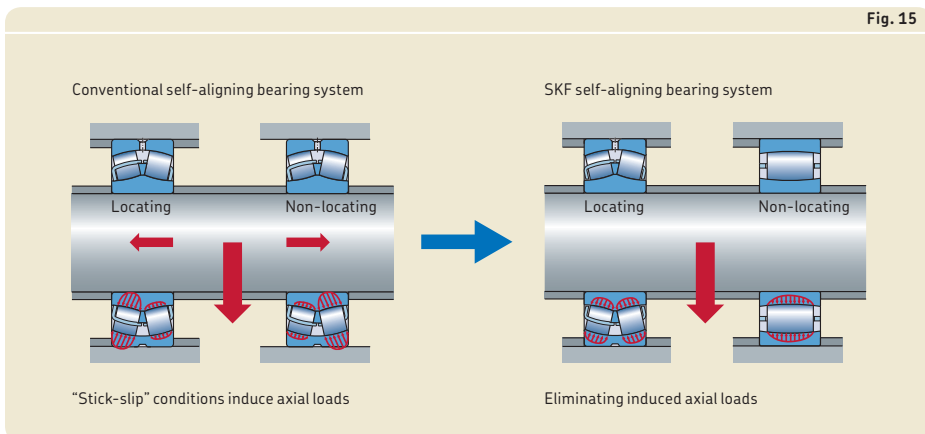 Fig. 15
Conventional self-aligning bearing system
SKF self-aligning bearing system
Locating
Non-locating
Locating
Non-locating
“Stick-slip” conditions induce axial loads
Eliminating induced axial loads